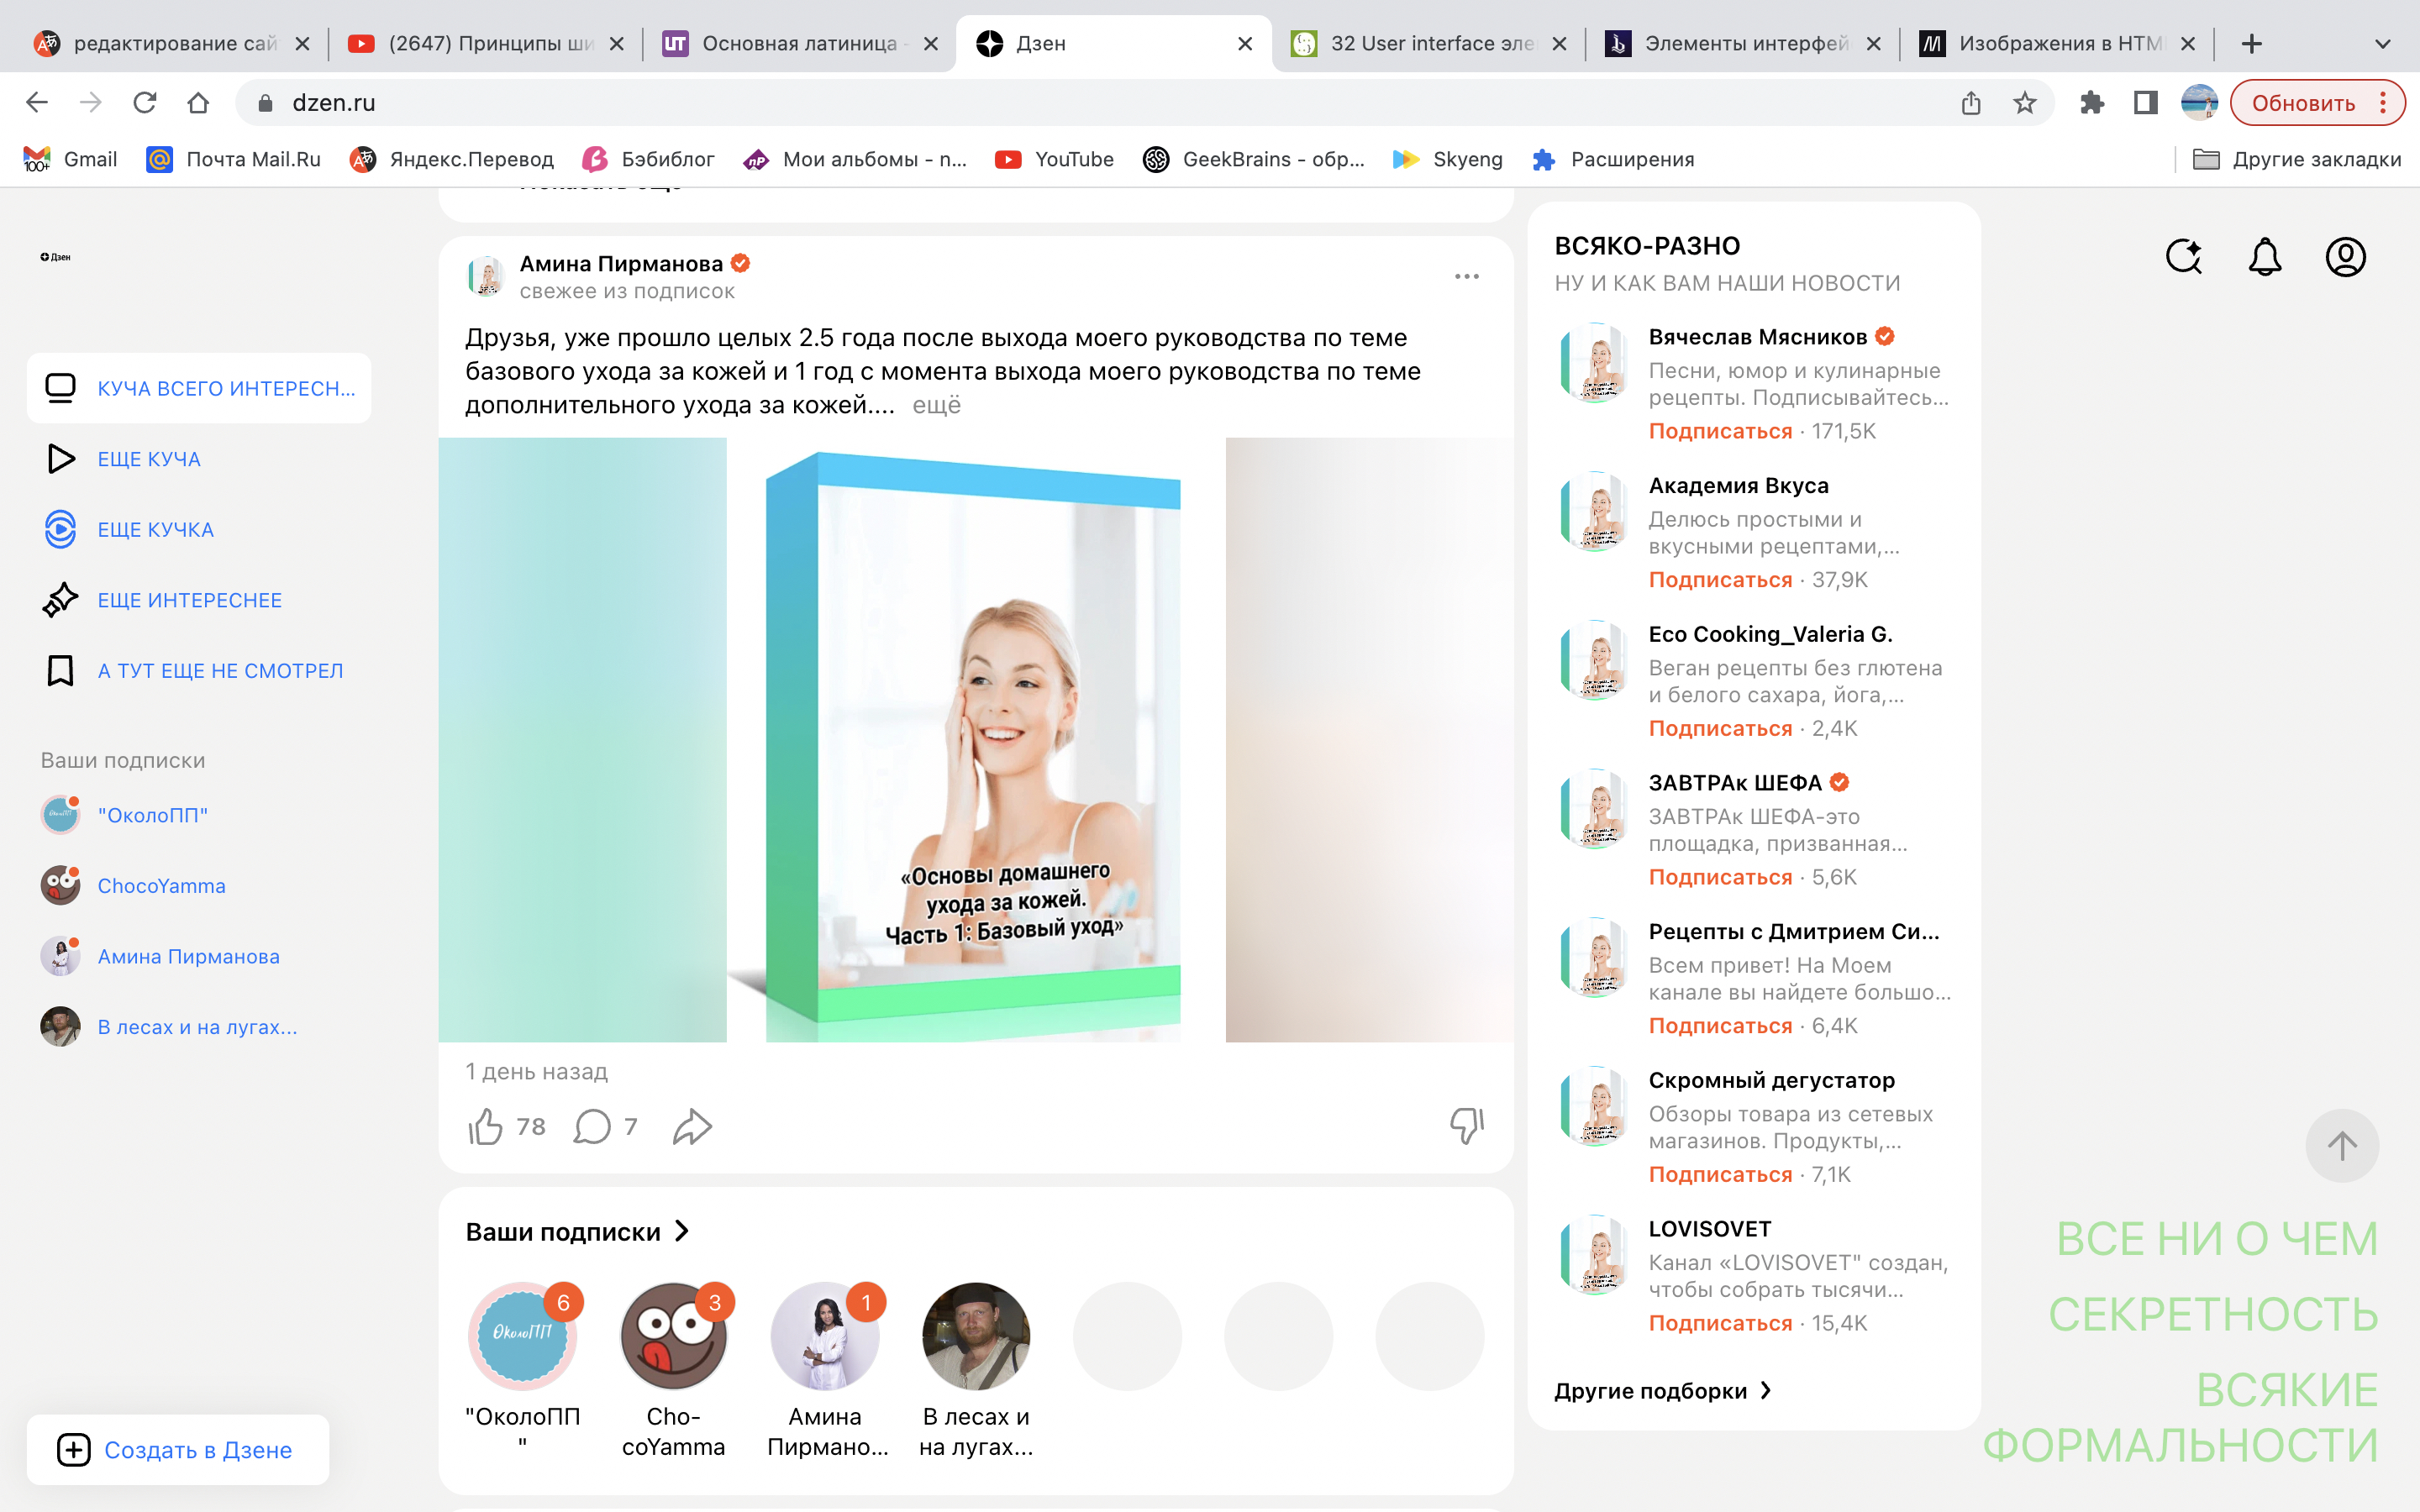 редактирование сай
(2647) Принципы ши
Основная латиница -
Дзен
32 User interface эле
Элементы интерфей
Изображения в HTM
dzen.ru
Обновить
Gmail
Почта Mail.Ru
Яндекс.Перевод
Бэбиблог
Мои альбомы - п...
YouTube
GeekBrains - обр...
Skyeng
Расширения
Другие закладки
Дзен
КУЧА ВСЕГО ИНТЕРЕСН...
ЕЩЕ КУЧА
ЕЩЕ КУЧКА
ЕЩЕ ИНТЕРЕСНЕЕ
А ТУТ ЕЩЕ НЕ СМОТРЕЛ
Ваши подписки
"ОколоПП"
ChocoYamma
Амина Пирманова
В лесах и на лугах...
Создать в Дзене
Показать ещё
Амина Пирманова
свежее из подписок
Друзья, уже прошло целых 2.5 года после выхода моего руководства по теме
базового ухода за кожей и 1 год с момента выхода моего руководства по теме
дополнительного ухода за кожей.... ещё
«Основы домашнего
ухода за кожей.
Часть 1: Базовый уход»
1 день назад
78
7
Ваши подписки
ОколоПП
6
3
1
"ОколоПП
"
Cho-
coYamma
Амина
Пирмано...
В лесах и
на лугах...
ВСЯКО-РАЗНО
НУ И КАК ВАМ НАШИ НОВОСТИ
Вячеслав Мясников
Песни, юмор и кулинарные
рецепты. Подписывайтесь...
Подписаться · 171,5K
Академия Вкуса
Делюсь простыми и
вкусными рецептами,...
Подписаться · 37,9K
Eco Cooking_Valeria G.
Веган рецепты без глютена
и белого сахара, йога,...
Подписаться · 2,4K
ЗАВТРАк ШЕФА
ЗАВТРАк ШЕФА-это
площадка, призванная...
Подписаться · 5,6K
Рецепты с Дмитрием Си...
Всем привет! На Моем
канале вы найдете большо...
Подписаться · 6,4K
Скромный дегустатор
Обзоры товара из сетевых
магазинов. Продукты,...
Подписаться · 7,1K
LOVISOVET
Канал «LOVISOVET" создан,
чтобы собрать тысячи...
Подписаться · 15,4K
Другие подборки
ВСЕ НИ О ЧЕМ
СЕКРЕТНОСТЬ
ВСЯКИЕ
ФОРМАЛЬНОСТИ